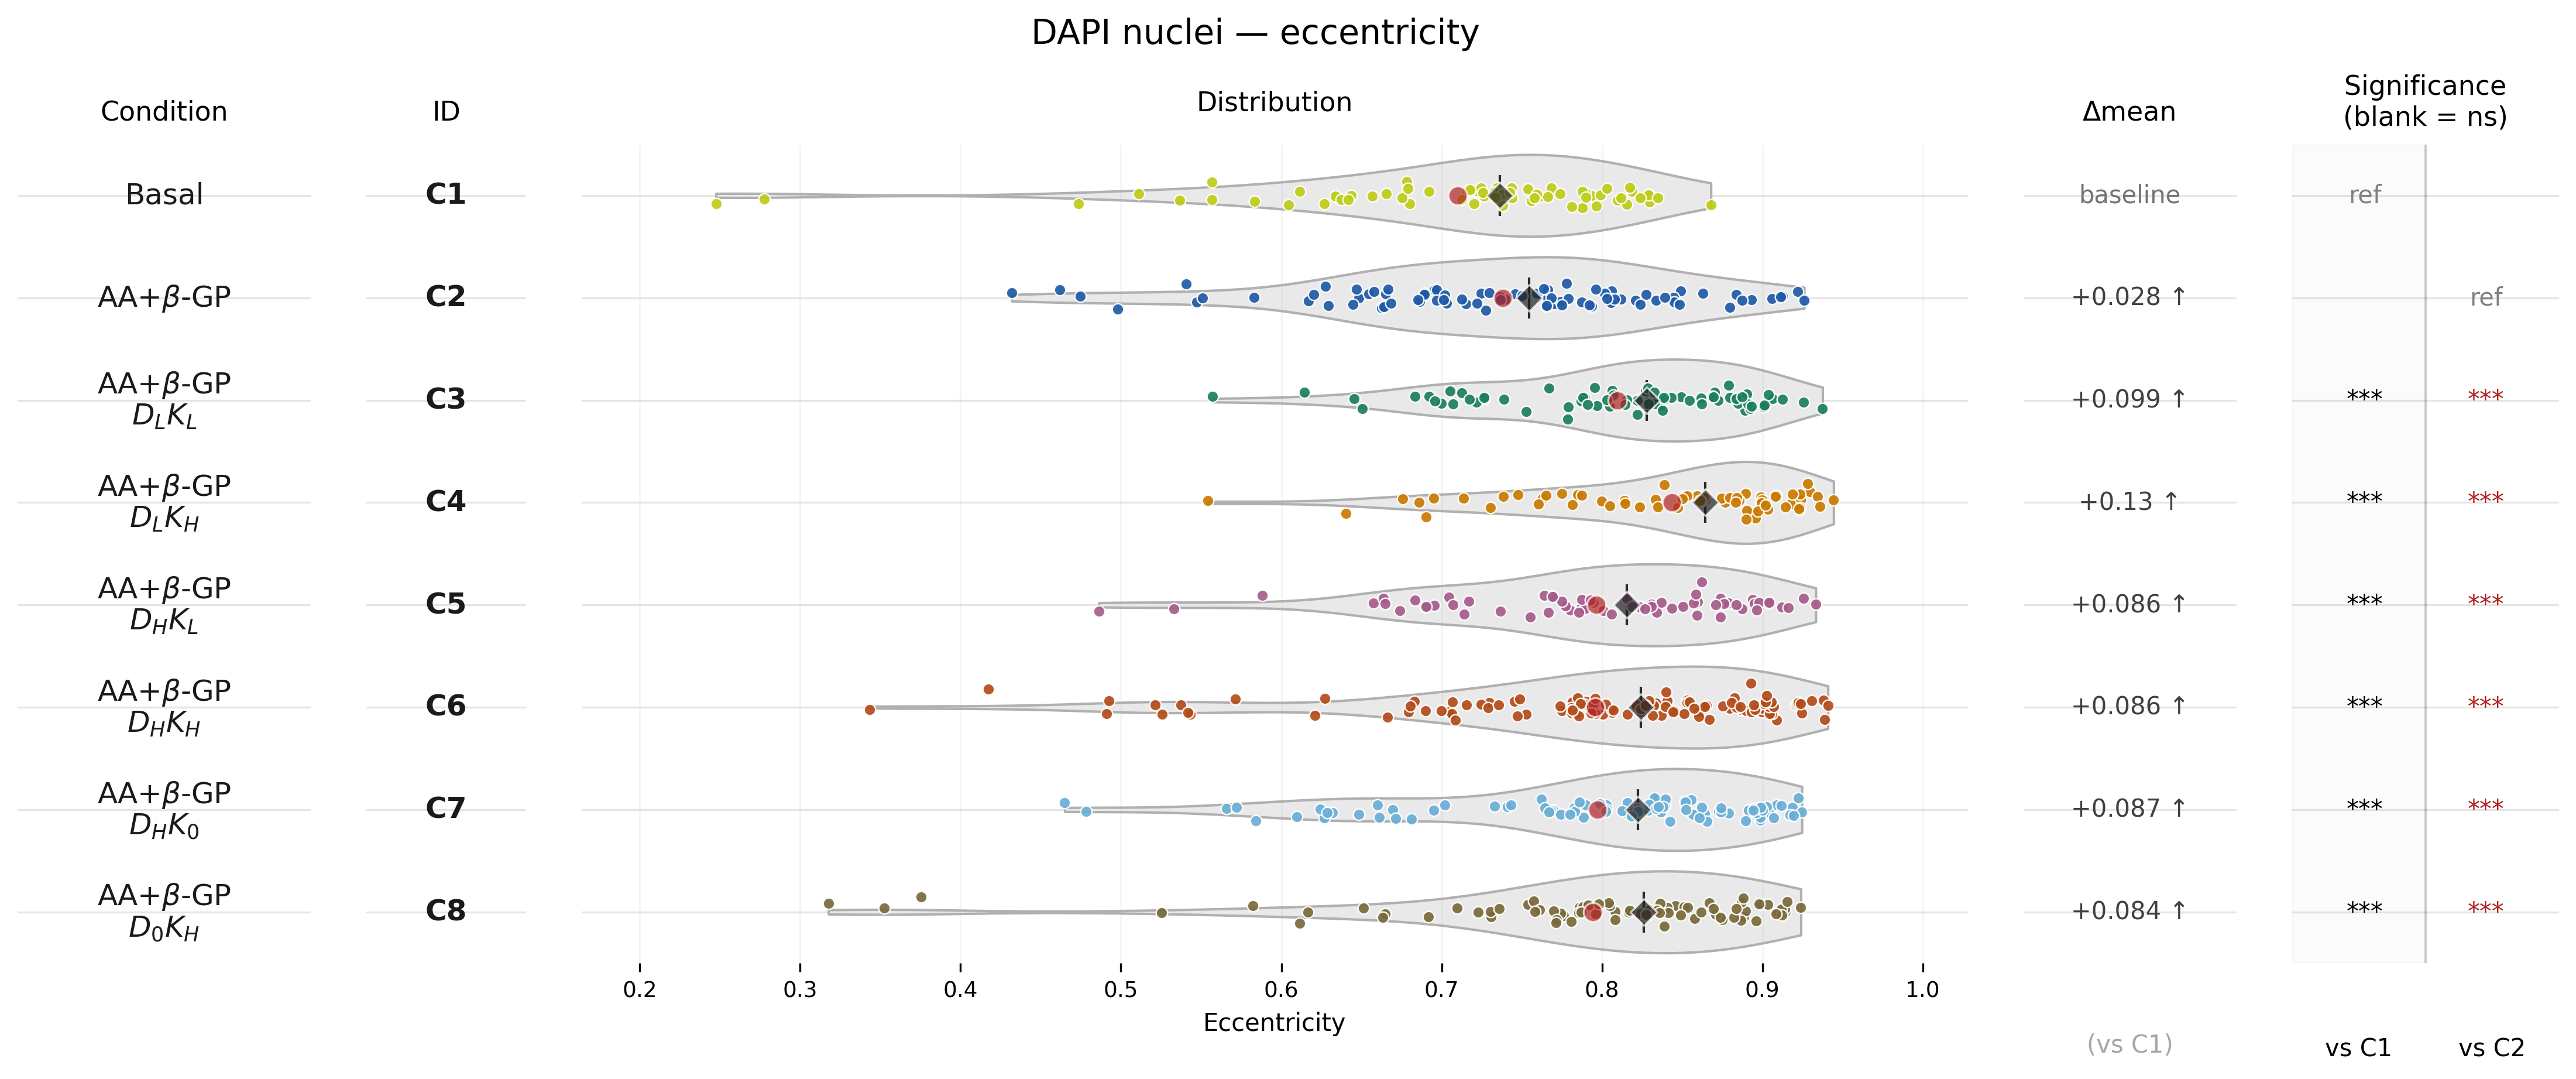 DAPI nuclei — eccentricity
Condition
ID
Distribution
Δmean
Significance
(blank = ns)
Basal
C1
baseline
ref
AA+β-GP
C2
+0.028 ↑
ref
AA+β-GP
D_LK_L
C3
+0.099 ↑
***
***
AA+β-GP
D_LK_H
C4
+0.13 ↑
***
***
AA+β-GP
D_HK_L
C5
+0.086 ↑
***
***
AA+β-GP
D_HK_H
C6
+0.086 ↑
***
***
AA+β-GP
D_HK_0
C7
+0.087 ↑
***
***
AA+β-GP
D_0K_H
C8
+0.084 ↑
***
***
0.2 0.3 0.4 0.5 0.6 0.7 0.8 0.9 1.0
Eccentricity
(vs C1)
vs C1
vs C2